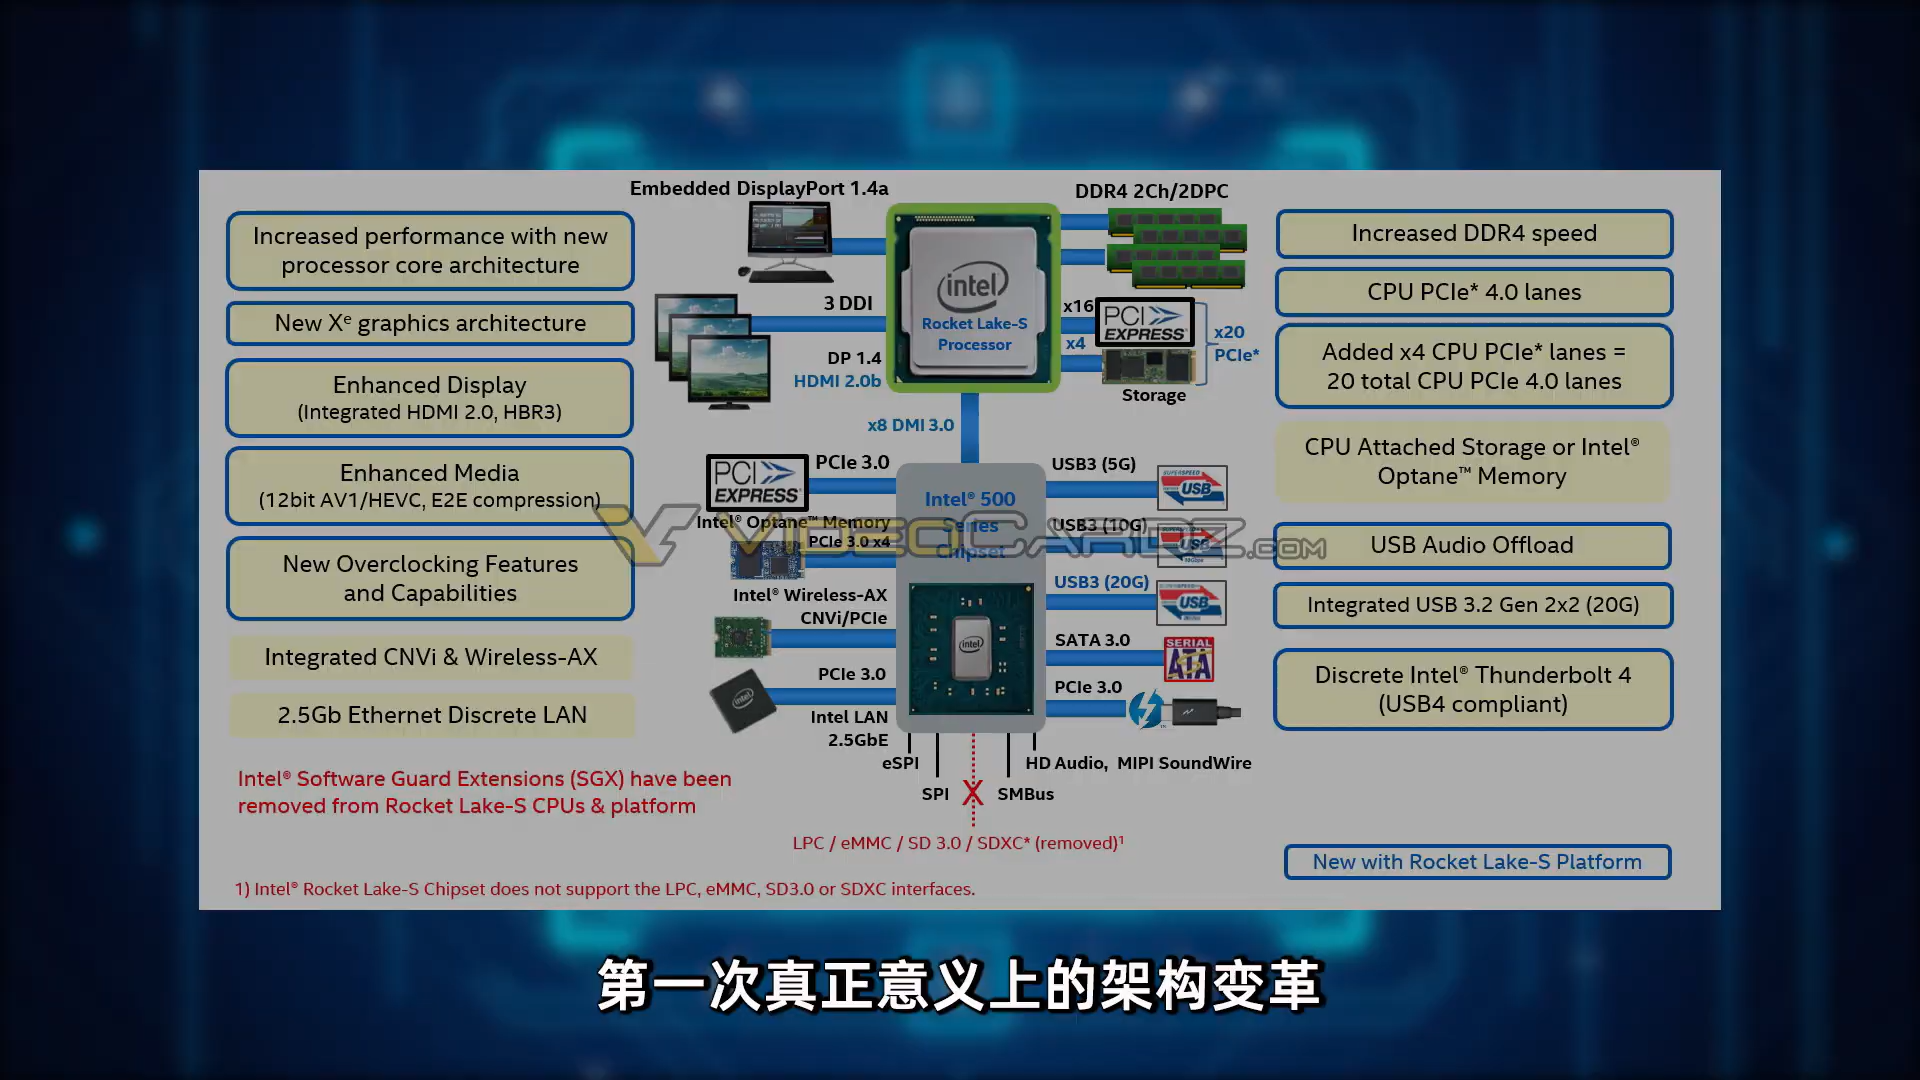 Embedded DisplayPort 1.4a
DDR4 2Ch/2DPC
Increased performance with new
processor core architecture
New Xᵉ graphics architecture
Enhanced Display
(Integrated HDMI 2.0, HBR3)
Enhanced Media
(12bit AV1/HEVC, E2E compression)
New Overclocking Features
and Capabilities
Integrated CNVi & Wireless-AX
2.5Gb Ethernet Discrete LAN
Intel® Software Guard Extensions (SGX) have been
removed from Rocket Lake-S CPUs & platform
3 DDI
DP 1.4
HDMI 2.0b
intel
Rocket Lake-S
Processor
x16
PCI
EXPRESS
x4
x20
PCIe*
Storage
x8 DMI 3.0
PCI
EXPRESS
PCIe 3.0
Intel® Optane™ Memory
PCIe 3.0 x4
Intel® Wireless-AX
CNVi/PCIe
PCIe 3.0
intel
Intel LAN
2.5GbE
Intel® 500
Series
Chipset
intel
USB3 (5G)
SUPERSPEED
USB
USB3 (10G)
USB
USB3 (20G)
USB
SATA 3.0
SERIAL
ATA
PCIe 3.0
VIDEOCARDZ.COM
eSPI
SPI
X
SMBus
HD Audio, MIPI SoundWire
LPC / eMMC / SD 3.0 / SDXC* (removed)¹
Increased DDR4 speed
CPU PCIe* 4.0 lanes
Added x4 CPU PCIe* lanes =
20 total CPU PCIe 4.0 lanes
CPU Attached Storage or Intel®
Optane™ Memory
USB Audio Offload
Integrated USB 3.2 Gen 2x2 (20G)
Discrete Intel® Thunderbolt 4
(USB4 compliant)
New with Rocket Lake-S Platform
1) Intel® Rocket Lake-S Chipset does not support the LPC, eMMC, SD3.0 or SDXC interfaces.
第一次真正意义上的架构变革